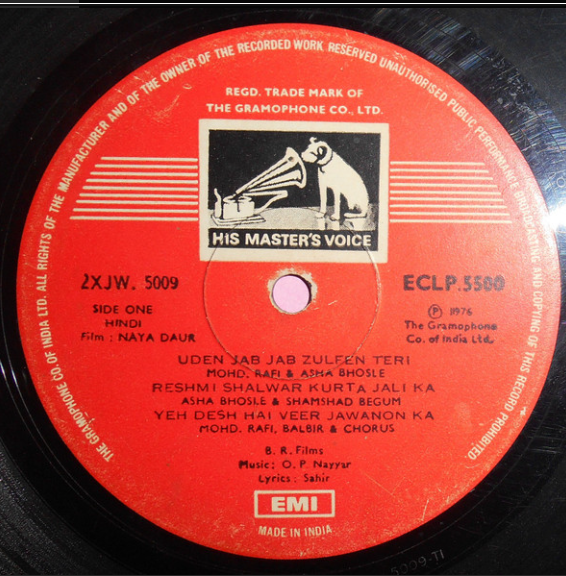 THE GRAMOPHONE CO. OF INDIA LTD. ALL RIGHTS OF THE MANUFACTURER AND OF THE OWNER OF THE RECORDED WORK RESERVED UNAUTHORISED PUBLIC PERFORMANCE BROADCASTING AND COPYING OF THIS RECORD PROHIBITED
REGD. TRADE MARK OF
THE GRAMOPHONE CO., LTD.
HIS MASTER'S VOICE
2XJW. 5009
ECLP.5500
SIDE ONE
HINDI
Film : NAYA DAUR
Ⓟ 1976
The Gramophone
Co. of India Ltd.
UDEN JAB JAB ZULFEEN TERI
MOHD. RAFI & ASHA BHOSLE
RESHMI SHALWAR KURTA JALI KA
ASHA BHOSLE & SHAMSHAD BEGUM
YEH DESH HAI VEER JAWANON KA
MOHD. RAFI, BALBIR & CHORUS
B. R. Films
Music : O. P. Nayyar
Lyrics : Sahir
EMI
MADE IN INDIA
5009-T1